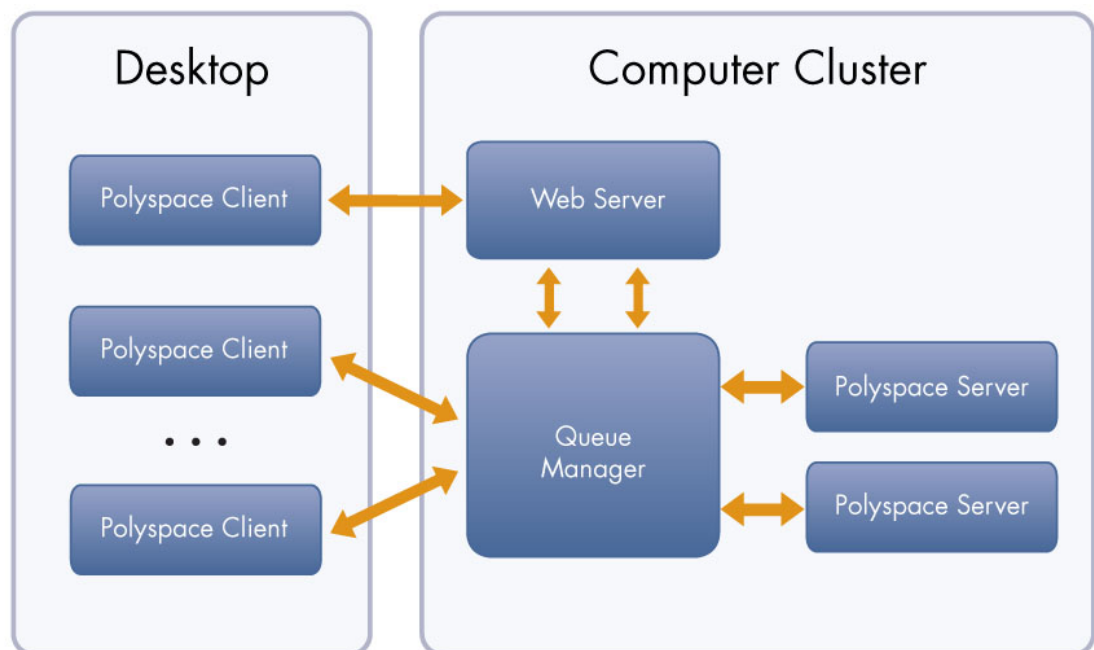 Desktop
Polyspace Client
Polyspace Client
• • •
Polyspace Client
Computer Cluster
Web Server
Queue
Manager
Polyspace Server
Polyspace Server